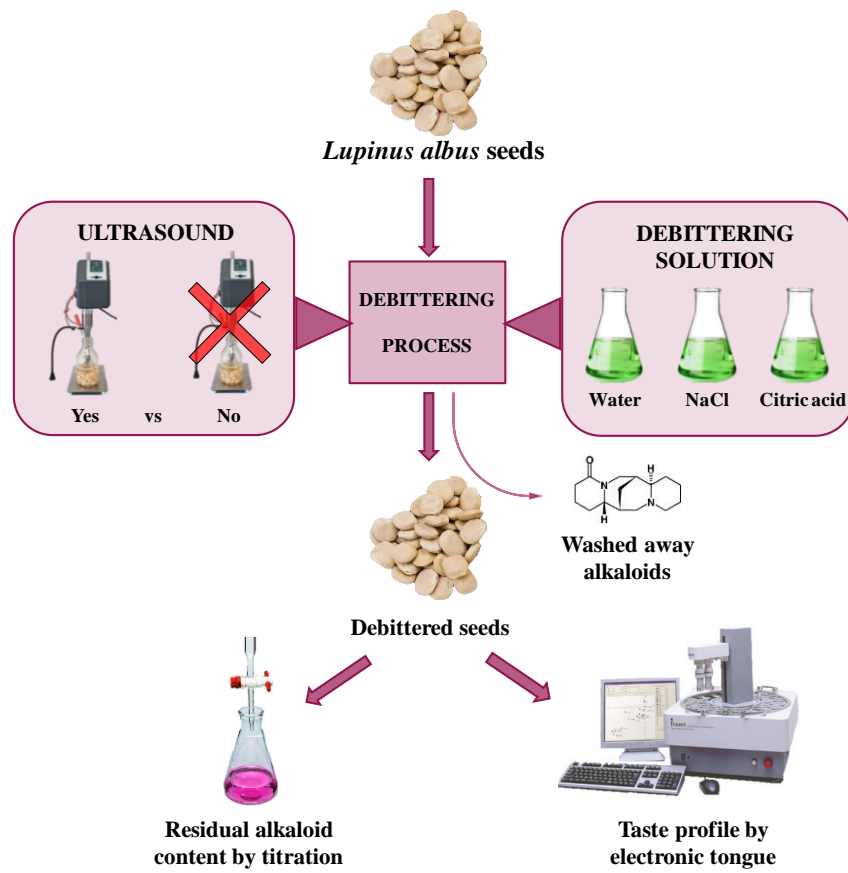 Lupinus albus seeds
ULTRASOUND
Yes vs No
DEBITTERING
PROCESS
DEBITTERING
SOLUTION
Water NaCl Citric acid
O
N
H
H
N
Washed away
alkaloids
Debittered seeds
Residual alkaloid
content by titration
Taste profile by
electronic tongue